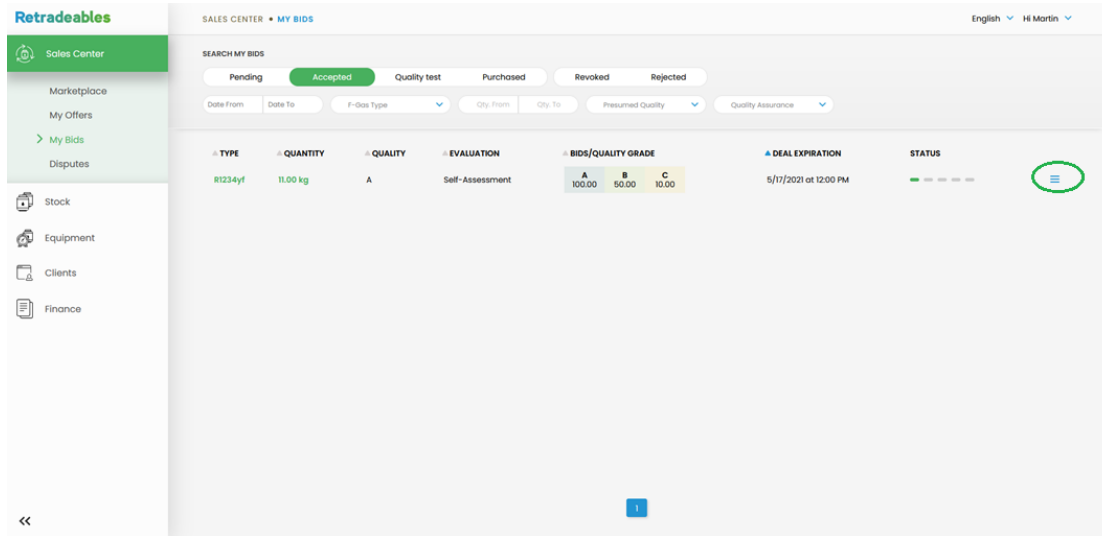 Retradeables
SALES CENTER • MY BIDS
English
Hi Martin
Sales Center
Marketplace
My Offers
My Bids
Disputes
Stock
Equipment
Clients
Finance
SEARCH MY BIDS
Pending Accepted Quality test Purchased Revoked Rejected
Date From Date To F-Gas Type Qty. From Qty. To Presumed Quality Quality Assurance
TYPE QUANTITY QUALITY EVALUATION BIDS/QUALITY GRADE DEAL EXPIRATION STATUS
A B C
R1234yf 11.00 kg A Self-Assessment 100.00 50.00 10.00 5/17/2021 at 12:00 PM
1